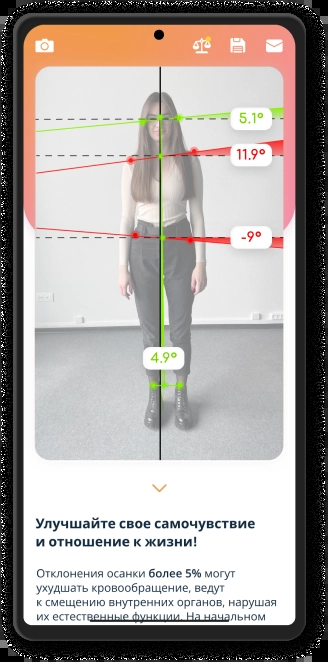 5.1°
11.9°
-9°
4.9°
Улучшайте свое самочувствие
и отношение к жизни!
Отклонения осанки более 5% могут
ухудшать кровообращение, ведут
к смещению внутренних органов, нарушая
их естественные функции. На начальном